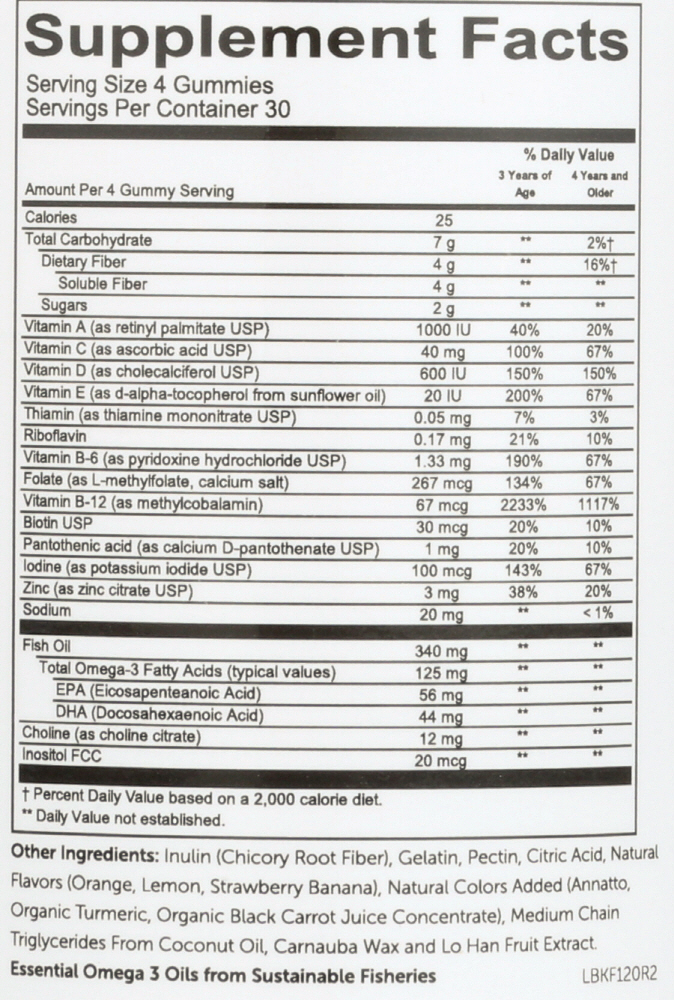 Supplement Facts
Serving Size 4 Gummies
Servings Per Container 30
% Daily Value
3 Years of Age 4 Years and Older
Amount Per 4 Gummy Serving
Calories 25
Total Carbohydrate 7 g ** 2%†
Dietary Fiber 4 g ** 16%†
Soluble Fiber 4 g ** **
Sugars 2 g ** **
Vitamin A (as retinyl palmitate USP) 1000 IU 40% 20%
Vitamin C (as ascorbic acid USP) 40 mg 100% 67%
Vitamin D (as cholecalciferol USP) 600 IU 150% 150%
Vitamin E (as d-alpha-tocopherol from sunflower oil) 20 IU 200% 67%
Thiamin (as thiamine mononitrate USP) 0.05 mg 7% 3%
Riboflavin 0.17 mg 21% 10%
Vitamin B-6 (as pyridoxine hydrochloride USP) 1.33 mg 190% 67%
Folate (as L-methylfolate, calcium salt) 267 mcg 134% 67%
Vitamin B-12 (as methylcobalamin) 67 mcg 2233% 1117%
Biotin USP 30 mcg 20% 10%
Pantothenic acid (as calcium D-pantothenate USP) 1 mg 20% 10%
Iodine (as potassium iodide USP) 100 mcg 143% 67%
Zinc (as zinc citrate USP) 3 mg 38% 20%
Sodium 20 mg ** <1%
Fish Oil 340 mg ** **
Total Omega-3 Fatty Acids (typical values) 125 mg ** **
EPA (Eicosapenteanoic Acid) 56 mg ** **
DHA (Docosahexaenoic Acid) 44 mg ** **
Choline (as choline citrate) 12 mg ** **
Inositol FCC 20 mcg ** **
† Percent Daily Value based on a 2,000 calorie diet.
** Daily Value not established.
Other Ingredients: Inulin (Chicory Root Fiber), Gelatin, Pectin, Citric Acid, Natural
Flavors (Orange, Lemon, Strawberry Banana), Natural Colors Added (Annatto,
Organic Turmeric, Organic Black Carrot Juice Concentrate), Medium Chain
Triglycerides From Coconut Oil, Carnauba Wax and Lo Han Fruit Extract.
Essential Omega 3 Oils from Sustainable Fisheries LBKF120R2